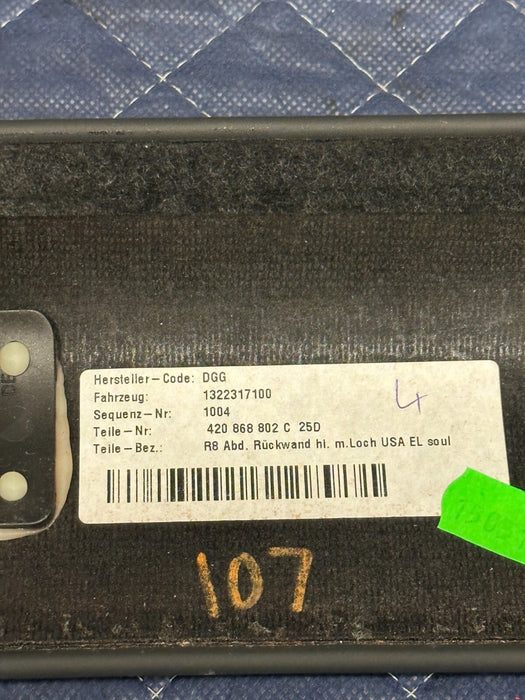 Hersteller-Code: DGG
Fahrzeug: 1322317100
Sequenz-Nr: 1004
Teile-Nr: 420 868 802 C 25D
Teile-Bez.: R8 Abd. Rückwand hi. m.Loch USA EL soul
4
107